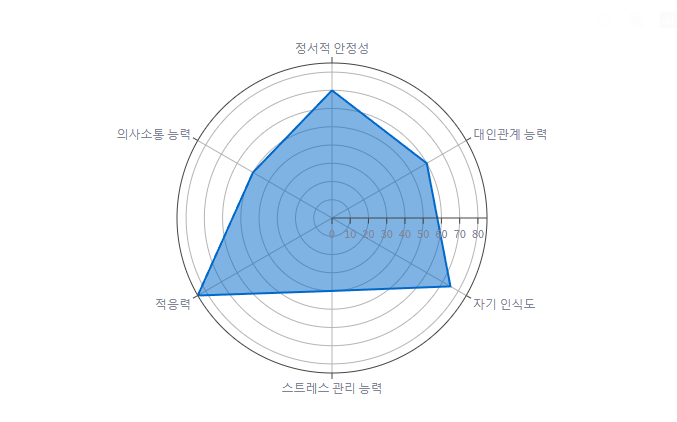 정서적 안정성
의사소통 능력
대인관계 능력
0 10 20 30 40 50 60 70 80
적응력
자기 인식도
스트레스 관리 능력